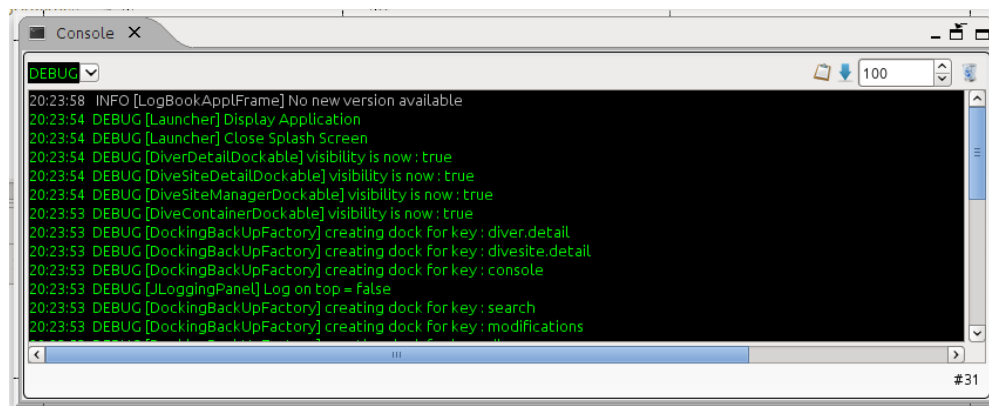 Console X
DEBUG
100
20:23:58 INFO [LogBookApplFrame] No new version available
20:23:54 DEBUG [Launcher] Display Application
20:23:54 DEBUG [Launcher] Close Splash Screen
20:23:54 DEBUG [DiverDetailDockable] visibility is now : true
20:23:54 DEBUG [DiveSiteDetailDockable] visibility is now : true
20:23:54 DEBUG [DiveSiteManagerDockable] visibility is now : true
20:23:53 DEBUG [DiveContainerDockable] visibility is now : true
20:23:53 DEBUG [DockingBackUpFactory] creating dock for key : diver.detail
20:23:53 DEBUG [DockingBackUpFactory] creating dock for key : divesite.detail
20:23:53 DEBUG [DockingBackUpFactory] creating dock for key : console
20:23:53 DEBUG [JLoggingPanel] Log on top = false
20:23:53 DEBUG [DockingBackUpFactory] creating dock for key : search
20:23:53 DEBUG [DockingBackUpFactory] creating dock for key : modifications
#31